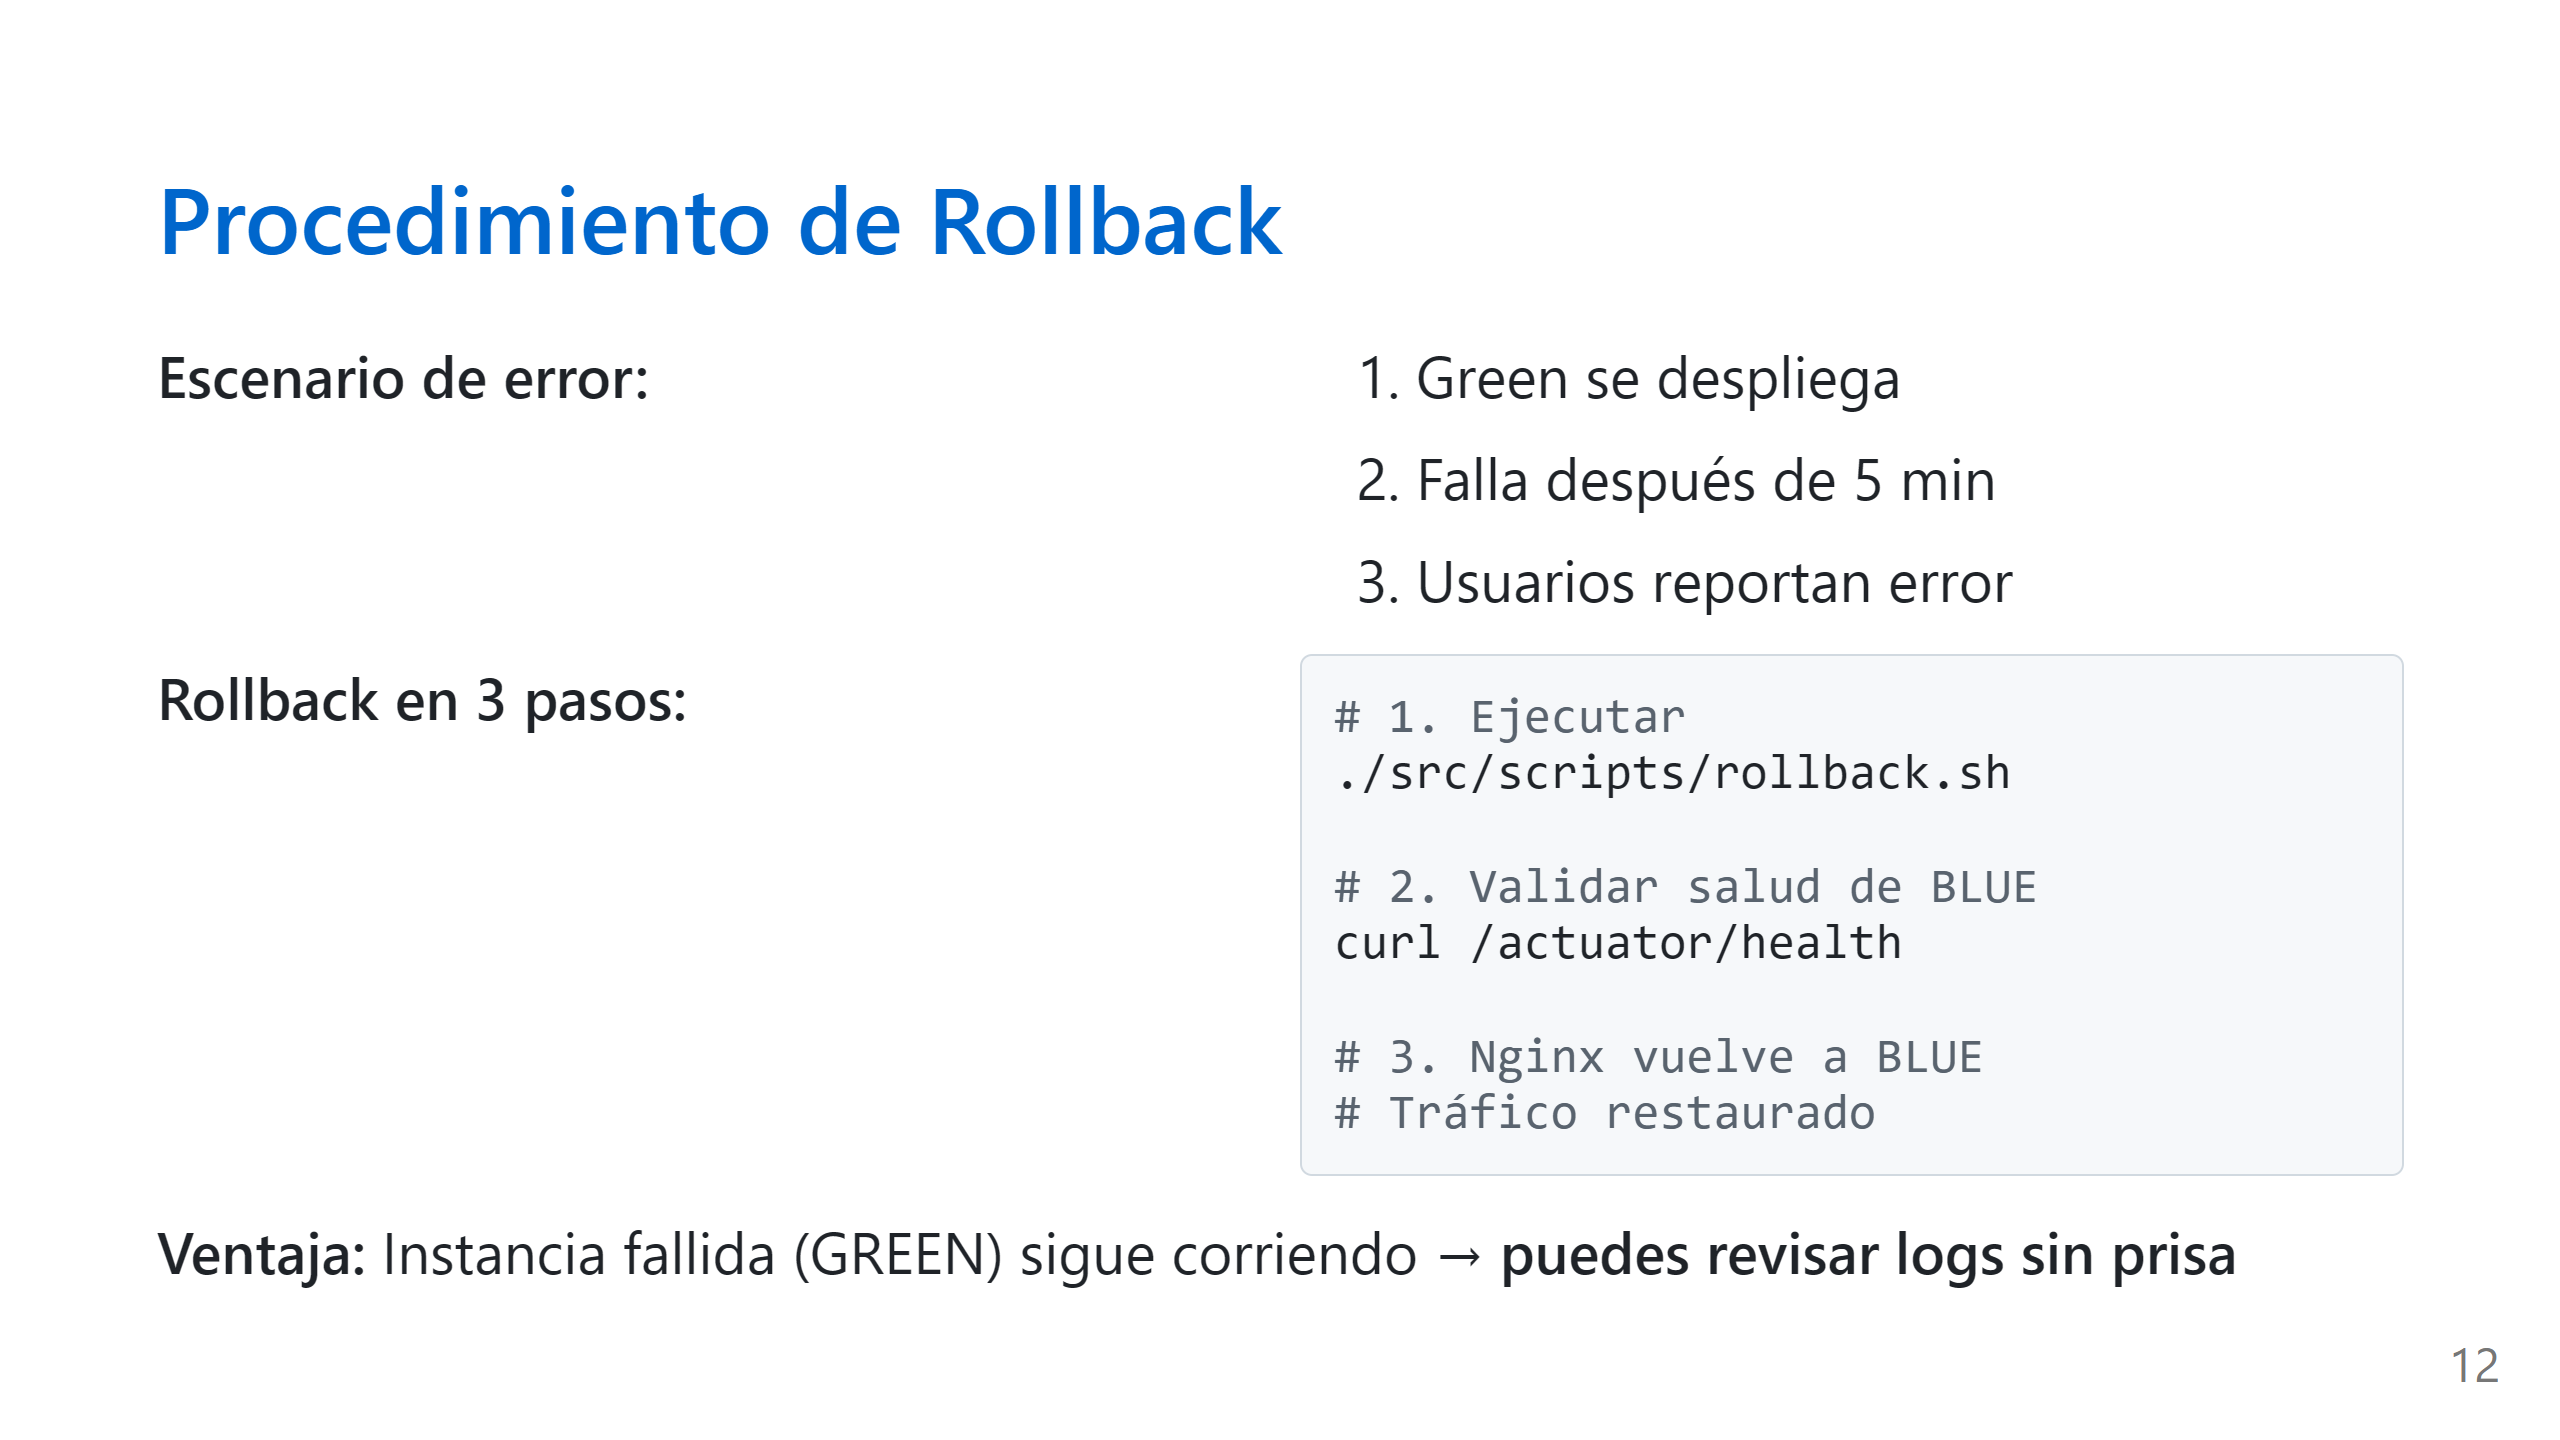 Procedimiento de Rollback
Escenario de error:
1. Green se despliega
2. Falla después de 5 min
3. Usuarios reportan error
Rollback en 3 pasos:
# 1. Ejecutar
./src/scripts/rollback.sh
# 2. Validar salud de BLUE
curl /actuator/health
# 3. Nginx vuelve a BLUE
# Tráfico restaurado
Ventaja: Instancia fallida (GREEN) sigue corriendo → puedes revisar logs sin prisa
12